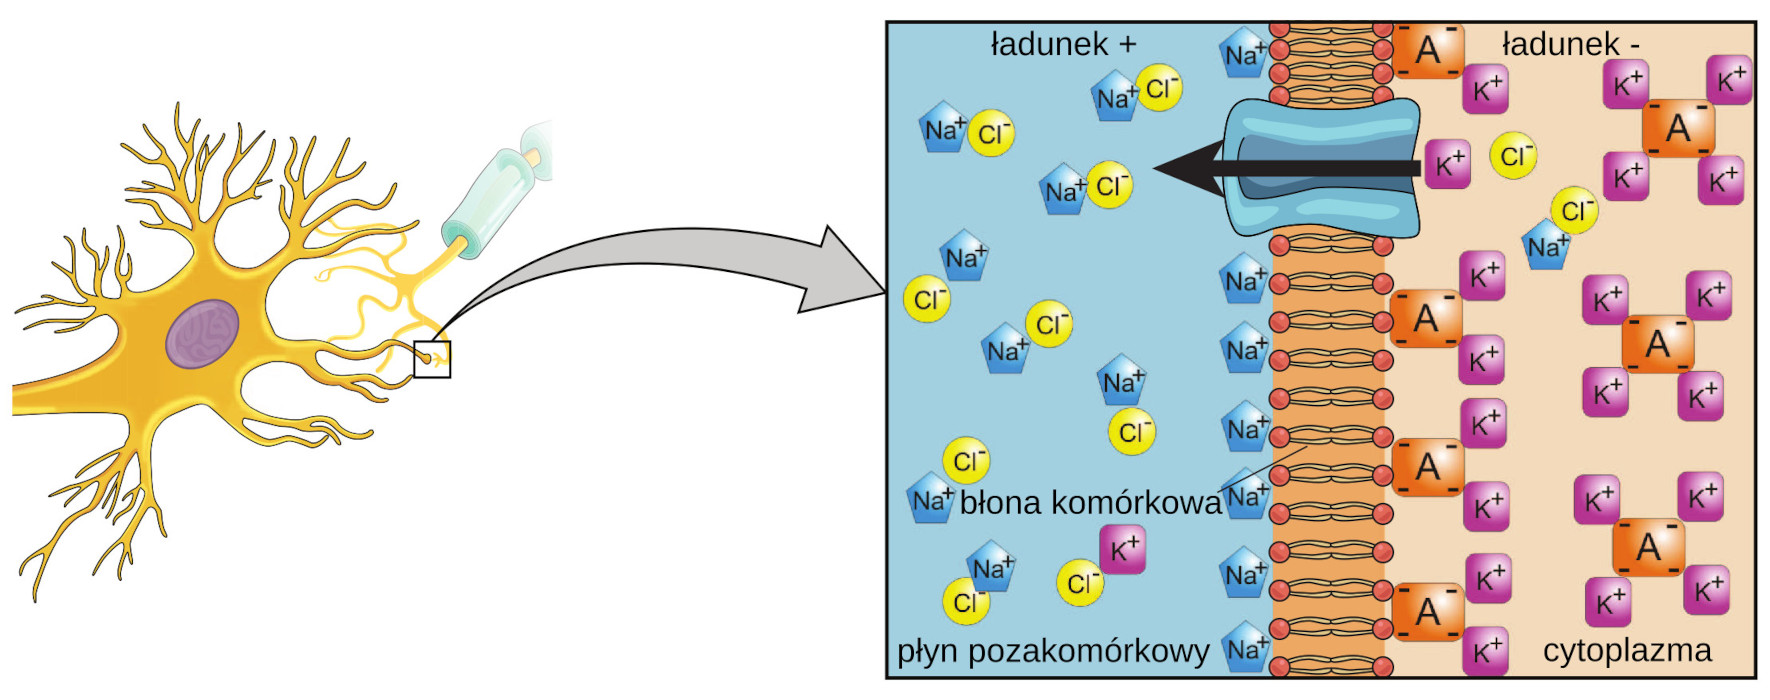 ładunek +
ładunek -
Na+
A
K+
K+
K+
Na+
Cl-
Na+
Cl-
A
K+
Cl-
K+
K+
Na+
Cl-
Cl-
Na+
Na+
Cl-
Na+
K+
K+
K+
A
Na+
Cl-
Na+
A
K+
K+
K+
Na+
Cl-
Na+
K+
A
Cl-
Na+
błona komórkowa
Na+
K+
K+
K+
A
Na+
Cl-
K+
Cl-
Na+
K+
A
K+
K+
płyn pozakomórkowy
Na+
K+
cytoplazma